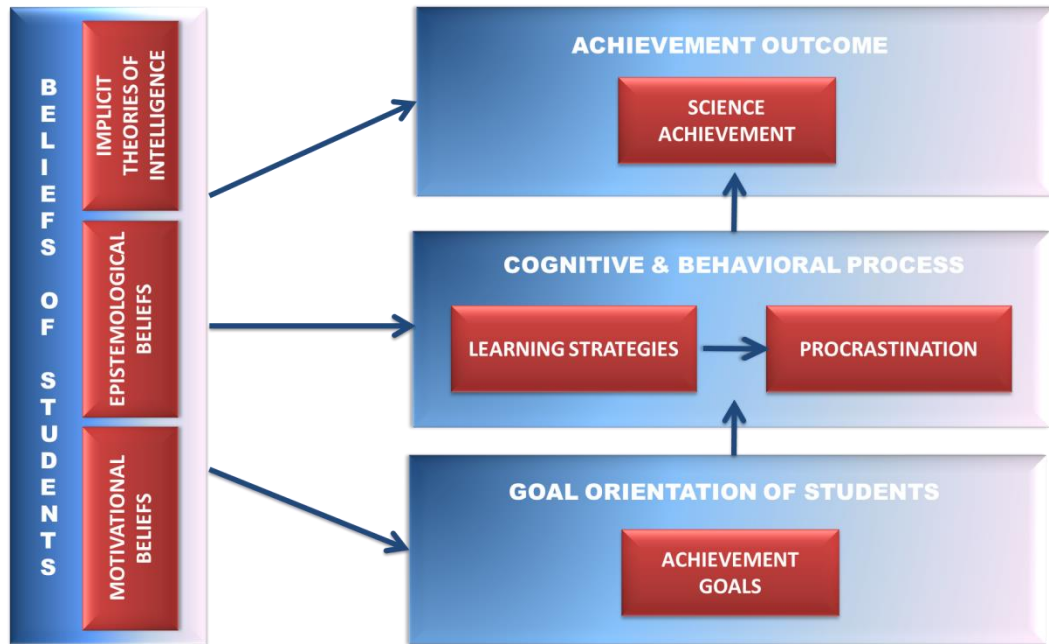 BELIEFS OF STUDENTS
IMPLICIT
THEORIES OF
INTELLIGENCE
EPISTEMOLOGICAL
BELIEFS
MOTIVATIONAL
BELIEFS
ACHIEVEMENT OUTCOME
SCIENCE
ACHIEVEMENT
COGNITIVE & BEHAVIORAL PROCESS
LEARNING STRATEGIES
PROCRASTINATION
GOAL ORIENTATION OF STUDENTS
ACHIEVEMENT
GOALS